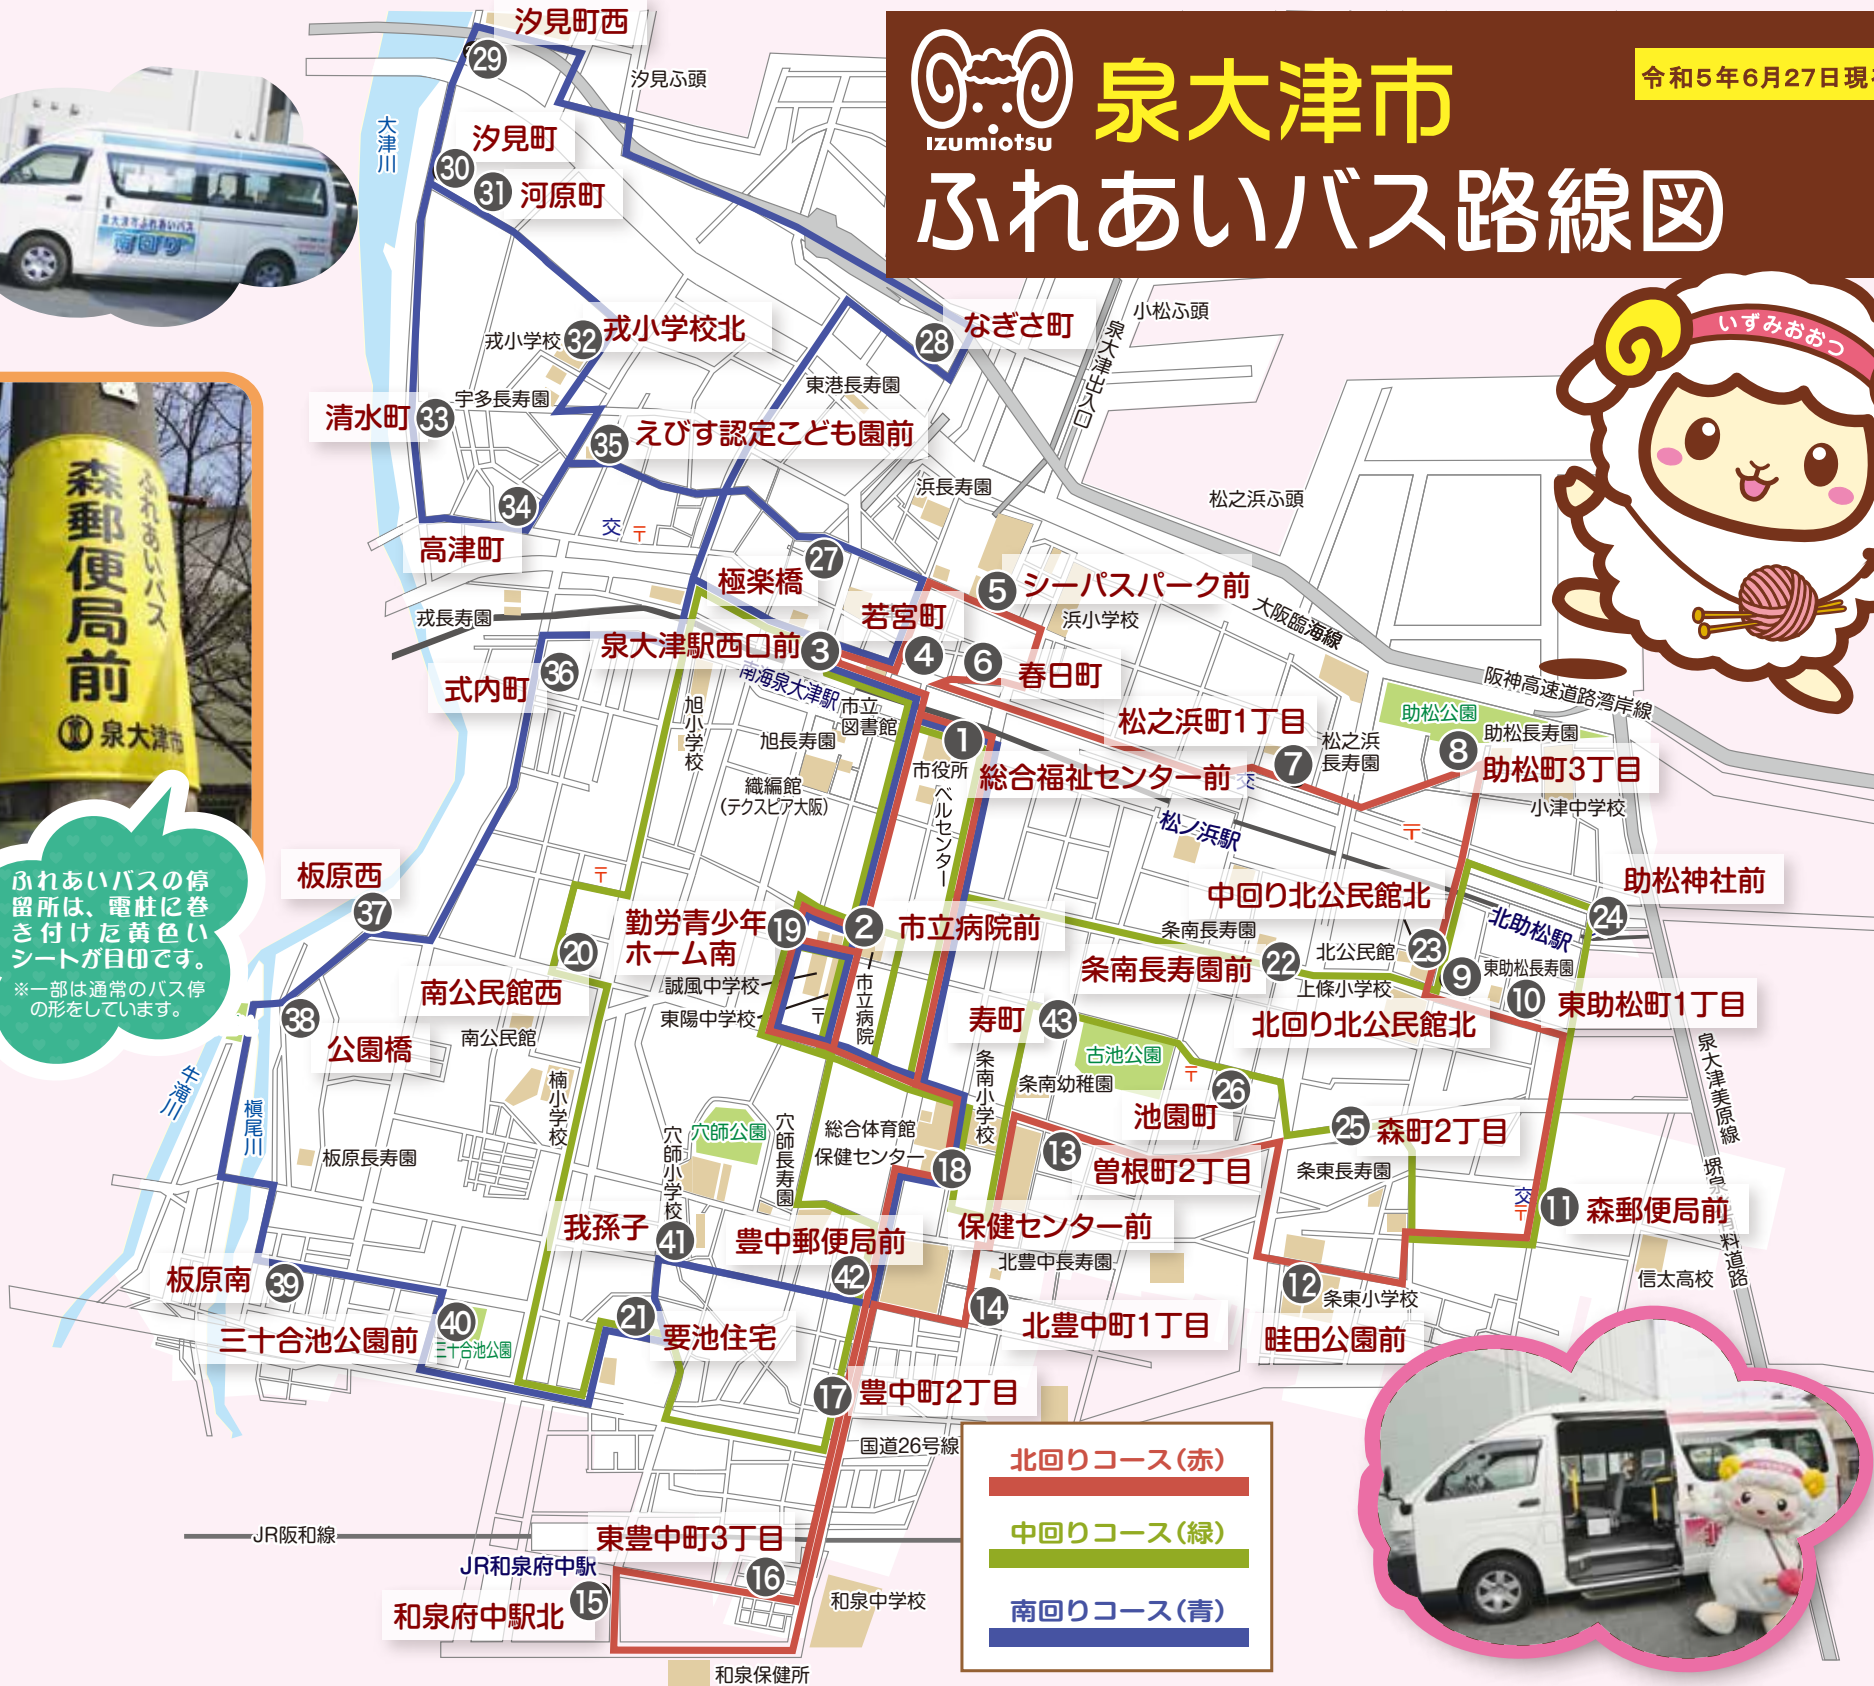 Izumiotsu
泉大津市
令和5年6月27日現
ふれあいバス路線図
いずみおおつ
泉大津市ふれあいバス
南回り
ふれあいバス
森郵便局前
泉大津市
ふれあいバスの停
留所は、電柱に巻
き付けた黄色い
シートが目印です。
※一部は通常のバス停
の形をしています。
汐見町西
29
汐見ふ頭
大津川
汐見町
30
31
河原町
小松ふ頭
泉大津出入口
なぎさ町
28
戎小学校
32
戎小学校北
東港長寿園
宇多長寿園
清水町
33
35
えびす認定こども園前
浜長寿園
松之浜ふ頭
34
交
〒
高津町
27
極楽橋
5
シーパスパーク前
若宮町
浜小学校
大阪臨海線
戎長寿園
泉大津駅西口前
3
4
6
春日町
南海泉大津駅
阪神高速道路湾岸線
36
式内町
旭小学校
市立
図書館
旭長寿園
1
松之浜町1丁目
助松公園
松之浜
長寿園
助松長寿園
8
市役所
総合福祉センター前
交
7
助松町3丁目
織編館
(テクスピア大阪)
ベルセンター
小津中学校
松ノ浜駅
〒
板原西
37
〒
中回り北公民館北
助松神社前
24
勤労青少年
ホーム南
19
2
市立病院前
条南長寿園
北助松駅
20
条南長寿園前
22
北公民館
23
9
東助松長寿園
南公民館西
誠風中学校
東陽中学校
〒
市立病院
上條小学校
10
東助松町1丁目
38
公園橋
南公民館
寿町
43
北回り北公民館北
古池公園
〒
26
池園町
泉大津美原線
牛滝川
槇尾川
楠小学校
条南小学校
条南幼稚園
穴師公園
穴師長寿園
穴師小学校
総合体育館
保健センター
18
13
曽根町2丁目
25
森町2丁目
条東長寿園
板原長寿園
交
〒
11
森郵便局前
我孫子
41
豊中郵便局前
42
保健センター前
北豊中長寿園
信太高校
板原南
39
40
三十合池公園前
三十合池公園
21
要池住宅
14
北豊中町1丁目
12
条東小学校
畦田公園前
17
豊中町2丁目
国道26号線
JR阪和線
東豊中町3丁目
JR和泉府中駅
16
15
和泉府中駅北
和泉中学校
和泉保健所
北回りコース(赤)
中回りコース(緑)
南回りコース(青)